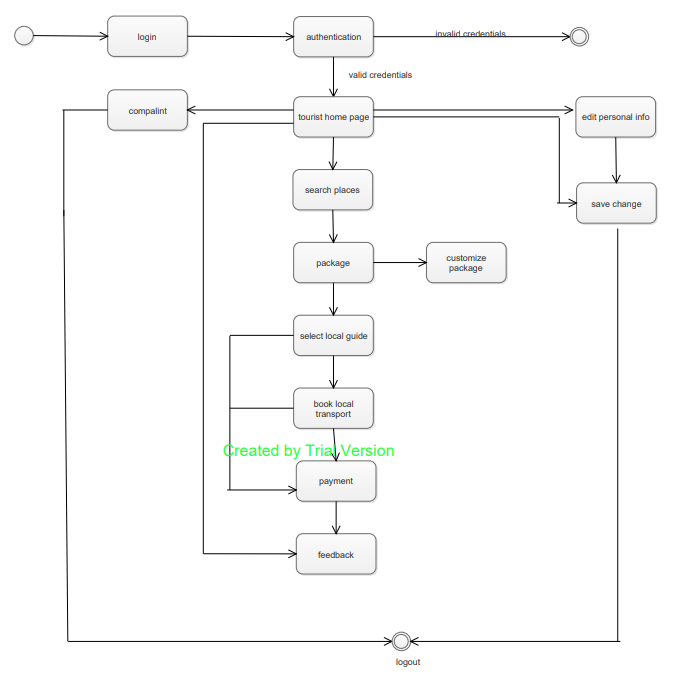 login
authentication
invalid credentials
valid credentials
compalint
tourist home page
edit personal info
search places
save change
package
customize
package
select local guide
book local
transport
Created by Trial Version
payment
feedback
logout